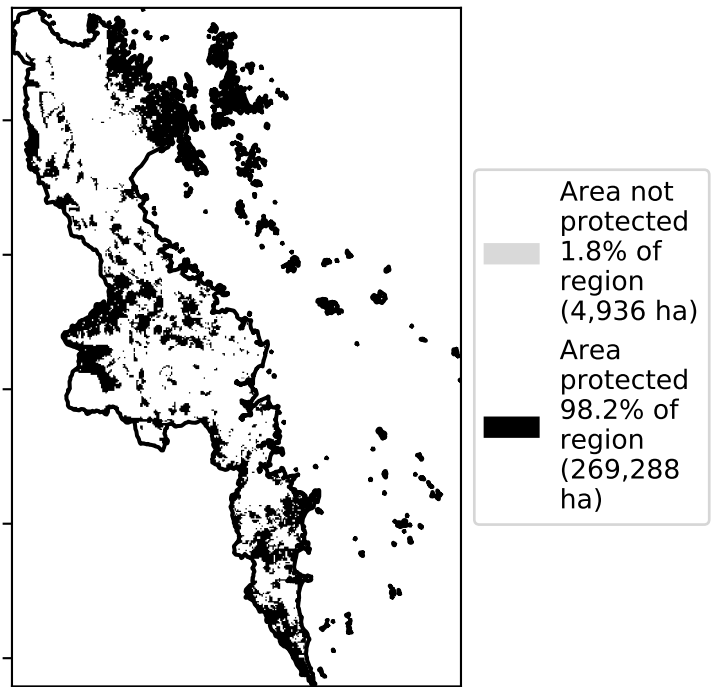 Area not
protected
1.8% of
region
(4,936 ha)
Area
protected
98.2% of
region
(269,288
ha)